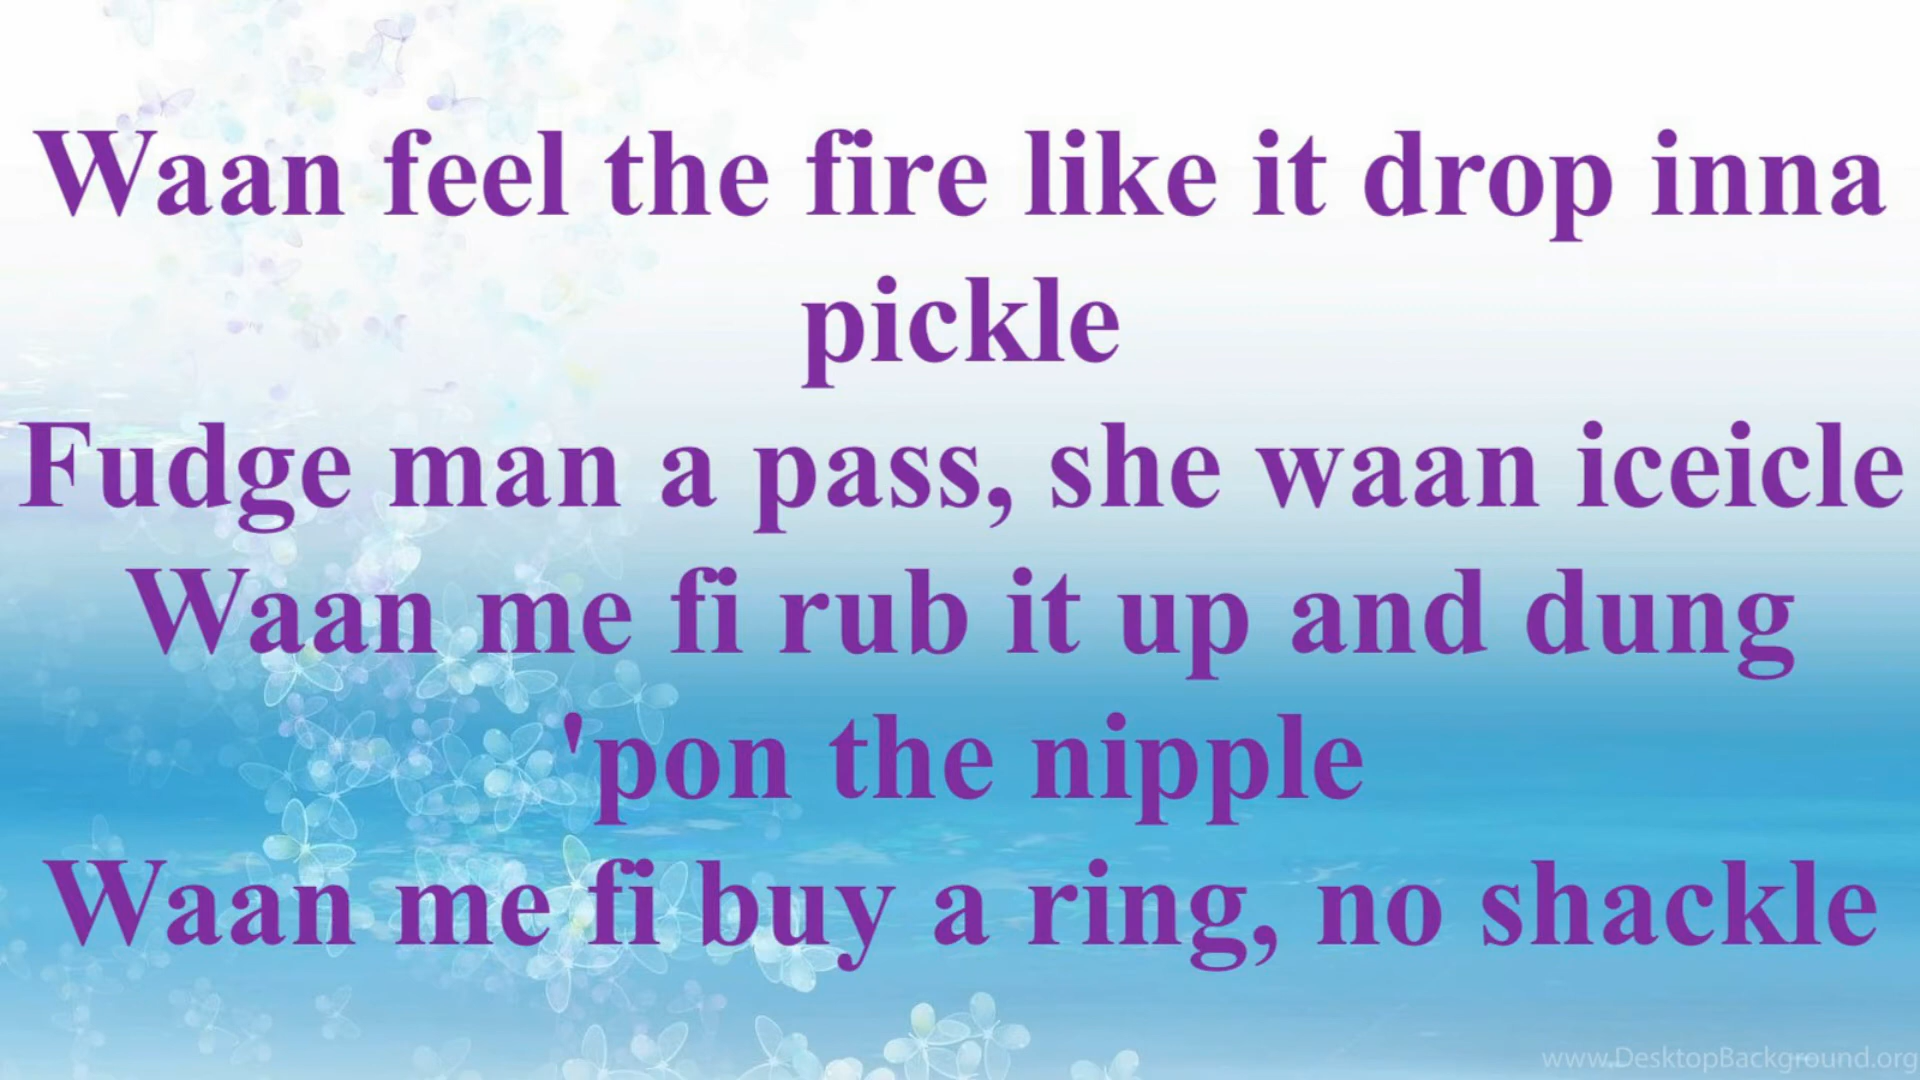 Waan feel the fire like it drop inna
pickle
Fudge man a pass, she waan iceicle
Waan me fi rub it up and dung
'pon the nipple
Waan me fi buy a ring, no shackle
www.DesktopBackground.org